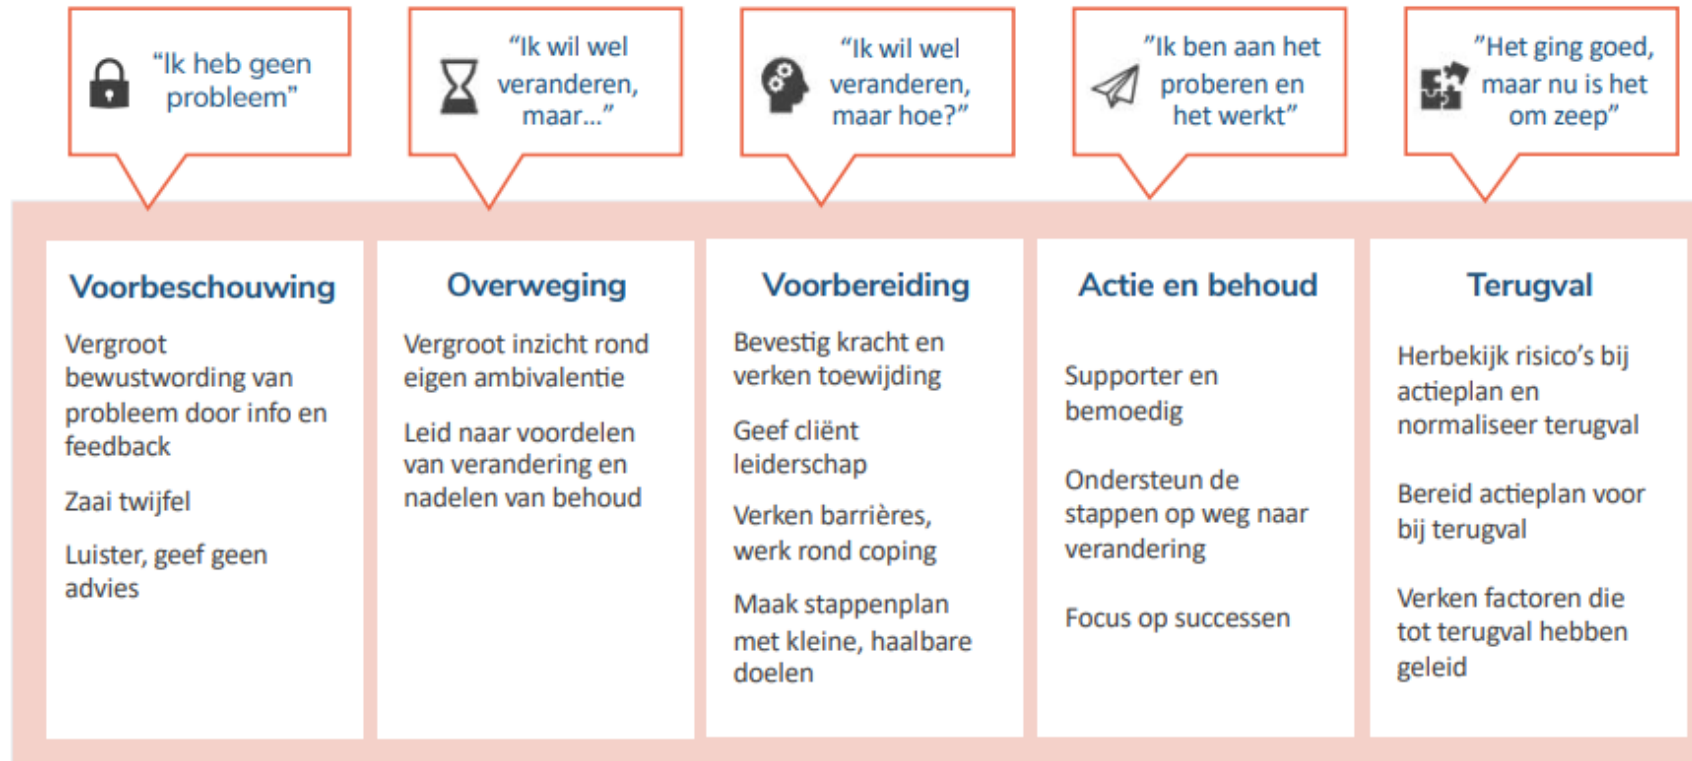 "Ik heb geen
probleem"
"Ik wil wel
veranderen,
maar..."
"Ik wil wel
veranderen,
maar hoe?"
"Ik ben aan het
proberen en
het werkt"
"Het ging goed,
maar nu is het
om zeep"
Voorbeschouwing
Vergroot
bewustwording van
probleem door info en
feedback
Zaai twijfel
Luister, geef geen
advies
Overweging
Vergroot inzicht rond
eigen ambivalentie
Leid naar voordelen
van verandering en
nadelen van behoud
Voorbereiding
Bevestig kracht en
verken toewijding
Geef cliënt
leiderschap
Verken barrières,
werk rond coping
Maak stappenplan
met kleine, haalbare
doelen
Actie en behoud
Supporter en
bemoedig
Ondersteun de
stappen op weg naar
verandering
Focus op successen
Terugval
Herbekijk risico's bij
actieplan en
normaliseer terugval
Bereid actieplan voor
bij terugval
Verken factoren die
tot terugval hebben
geleid